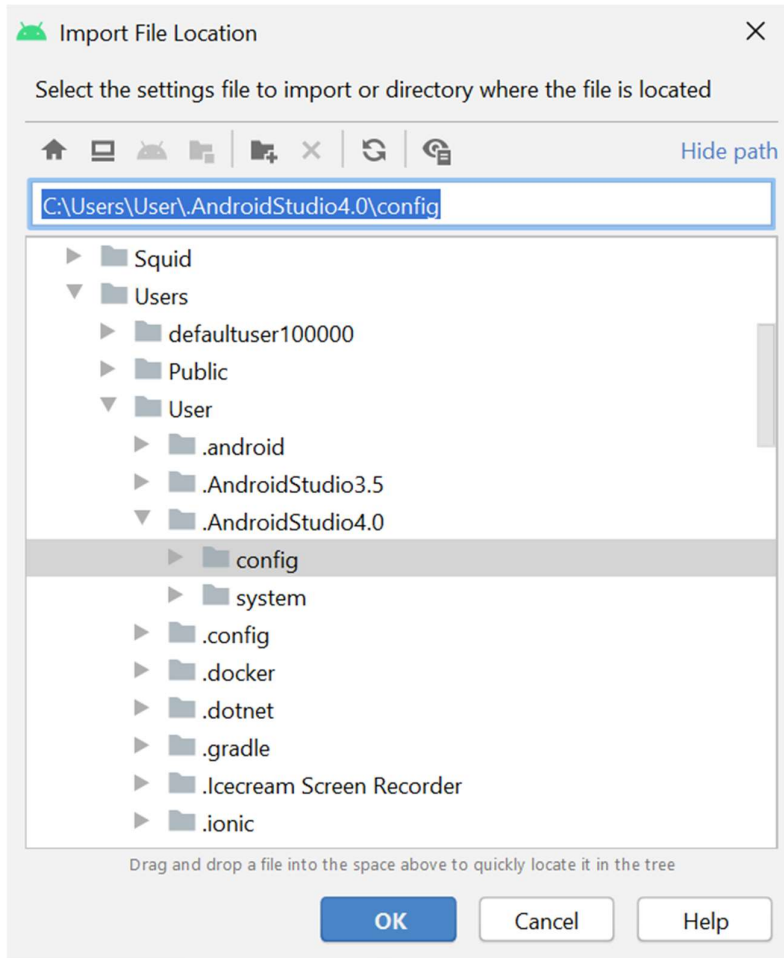 Import File Location
Select the settings file to import or directory where the file is located
Hide path
C:\Users\User\.AndroidStudio4.0\config
Squid
Users
defaultuser100000
Public
User
.android
.AndroidStudio3.5
.AndroidStudio4.0
config
system
.config
.docker
.dotnet
.gradle
.Icecream Screen Recorder
.ionic
Drag and drop a file into the space above to quickly locate it in the tree
OK Cancel Help